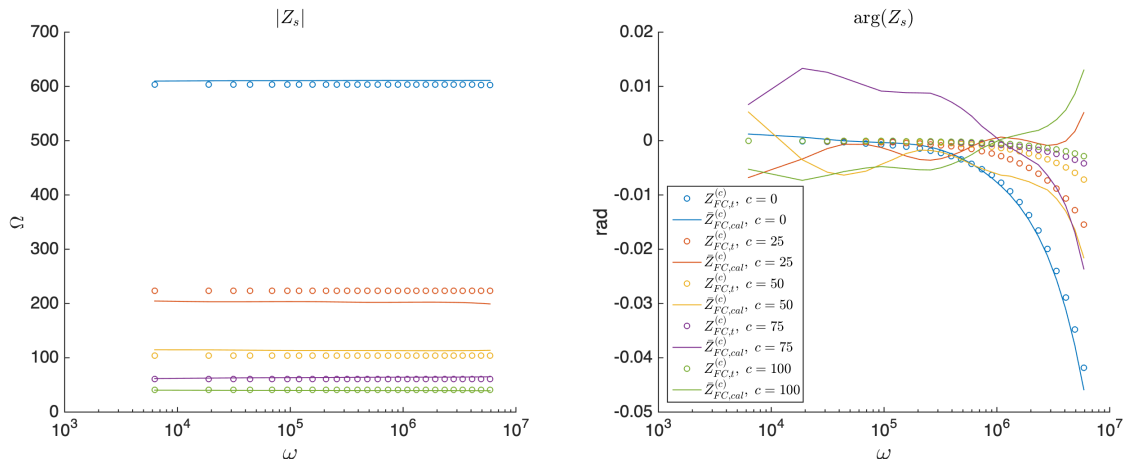 |Z_s|
700
600
500
400
300
200
100
0
Ω
10^3
10^4
10^5
10^6
10^7
ω
arg(Z_s)
0.02
0.01
0
-0.01
-0.02
-0.03
-0.04
-0.05
rad
Z_{FC,t}^{(c)}, c = 0
Z̄_{FC,cal}^{(c)}, c = 0
Z_{FC,t}^{(c)}, c = 25
Z̄_{FC,cal}^{(c)}, c = 25
Z_{FC,t}^{(c)}, c = 50
Z̄_{FC,cal}^{(c)}, c = 50
Z_{FC,t}^{(c)}, c = 75
Z̄_{FC,cal}^{(c)}, c = 75
Z_{FC,t}^{(c)}, c = 100
Z̄_{FC,cal}^{(c)}, c = 100
10^3
10^4
10^5
10^6
10^7
ω